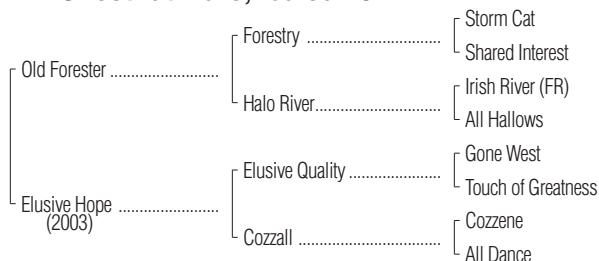 Storm Cat
Forestry ................................
Shared Interest
Old Forester ..........................
Irish River (FR)
Halo River..............................
All Hallows
Gone West
Elusive Quality ......................
Touch of Greatness
Elusive Hope ........................
(2003)
Cozzene
Cozzall ..................................
All Dance